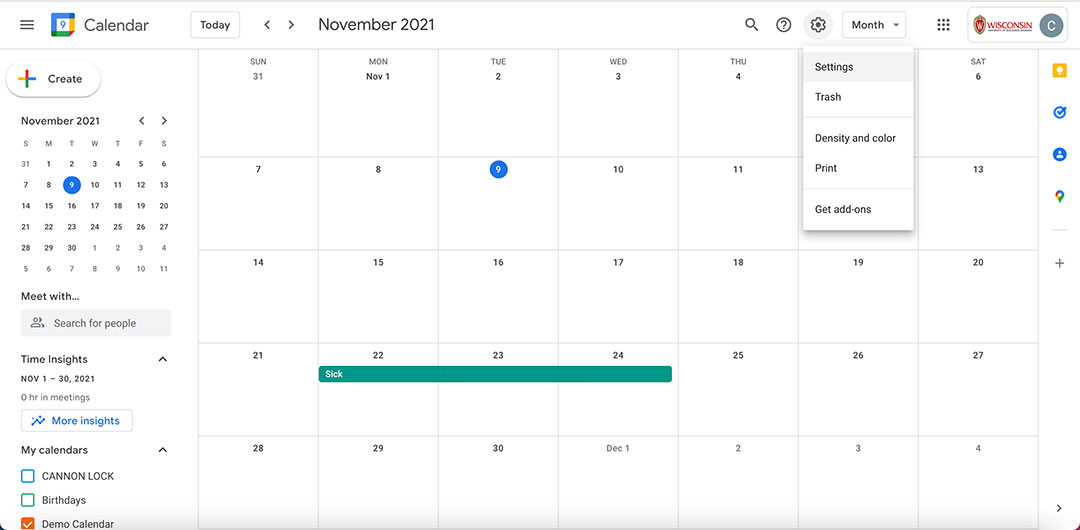 9 Calendar Today November 2021 Month WISCONSIN C
Create
November 2021
S M T W T F S
31 1 2 3 4 5 6
7 8 9 10 11 12 13
14 15 16 17 18 19 20
21 22 23 24 25 26 27
28 29 30 1 2 3 4
5 6 7 8 9 10 11
Meet with...
Search for people
Time Insights
NOV 1 – 30, 2021
0 hr in meetings
More insights
My calendars
CANNON LOCK
Birthdays
Demo Calendar
SUN MON TUE WED THU SAT
31 Nov 1 2 3 4 6
7 8 9 10 11 13
14 15 16 17 18 19 20
21 22 23 24 25 26 27
Sick
28 29 30 Dec 1 2 3 4
Settings
Trash
Density and color
Print
Get add-ons